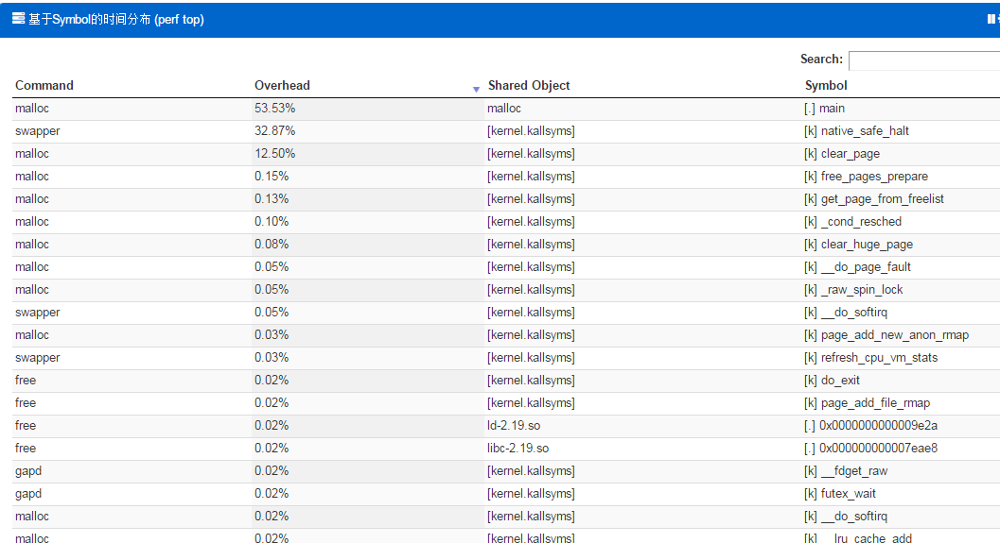 基于Symbol的时间分布 (perf top)
Search:
Command Overhead Shared Object Symbol
malloc 53.53% malloc [.] main
swapper 32.87% [kernel.kallsyms] [k] native_safe_halt
malloc 12.50% [kernel.kallsyms] [k] clear_page
malloc 0.15% [kernel.kallsyms] [k] free_pages_prepare
malloc 0.13% [kernel.kallsyms] [k] get_page_from_freelist
malloc 0.10% [kernel.kallsyms] [k] _cond_resched
malloc 0.08% [kernel.kallsyms] [k] clear_huge_page
malloc 0.05% [kernel.kallsyms] [k] __do_page_fault
malloc 0.05% [kernel.kallsyms] [k] _raw_spin_lock
swapper 0.05% [kernel.kallsyms] [k] __do_softirq
malloc 0.03% [kernel.kallsyms] [k] page_add_new_anon_rmap
swapper 0.03% [kernel.kallsyms] [k] refresh_cpu_vm_stats
free 0.02% [kernel.kallsyms] [k] do_exit
free 0.02% [kernel.kallsyms] [k] page_add_file_rmap
free 0.02% ld-2.19.so [.] 0x0000000000009e2a
free 0.02% libc-2.19.so [.] 0x000000000007eae8
gapd 0.02% [kernel.kallsyms] [k] __fdget_raw
gapd 0.02% [kernel.kallsyms] [k] futex_wait
malloc 0.02% [kernel.kallsyms] [k] __do_softirq
malloc 0.02% [kernel.kallsyms] [k] __lru_cache_add